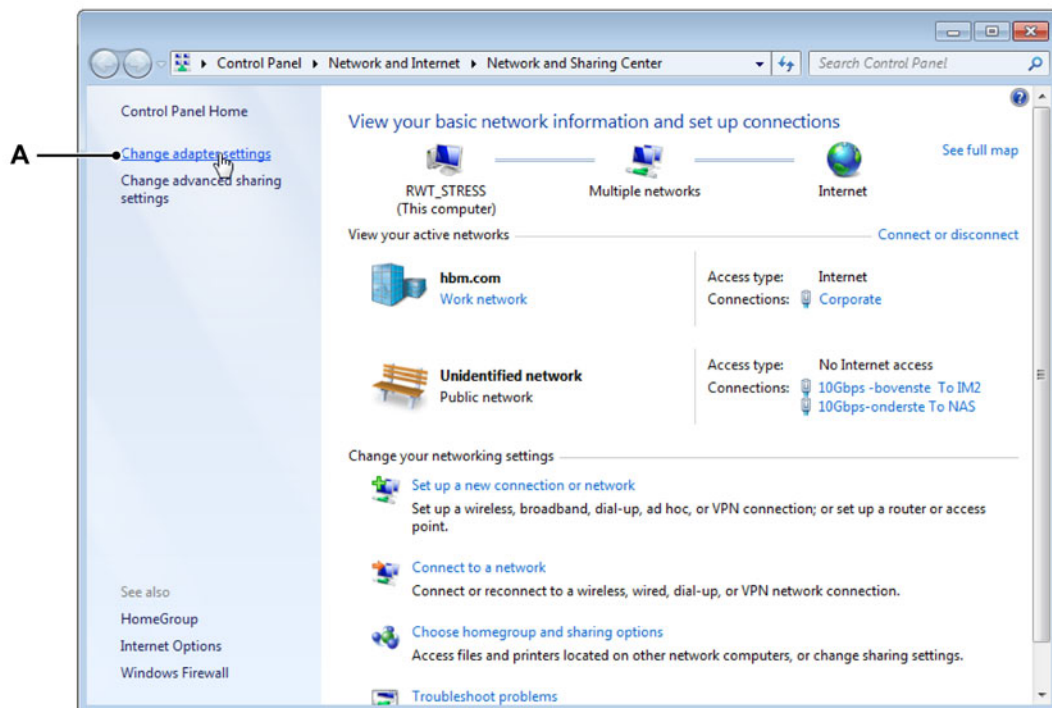 Control Panel ▸ Network and Internet ▸ Network and Sharing Center
Search Control Panel
Control Panel Home
A
Change adapter settings
Change advanced sharing
settings
View your basic network information and set up connections
See full map
RWT_STRESS
(This computer)
Multiple networks
Internet
View your active networks
Connect or disconnect
hbm.com
Work network
Access type: Internet
Connections: Corporate
Unidentified network
Public network
Access type: No Internet access
Connections: 10Gbps -bovenste To IM2
10Gbps-onderste To NAS
Change your networking settings
Set up a new connection or network
Set up a wireless, broadband, dial-up, ad hoc, or VPN connection; or set up a router or access
point.
Connect to a network
Connect or reconnect to a wireless, wired, dial-up, or VPN network connection.
Choose homegroup and sharing options
Access files and printers located on other network computers, or change sharing settings.
Troubleshoot problems
See also
HomeGroup
Internet Options
Windows Firewall